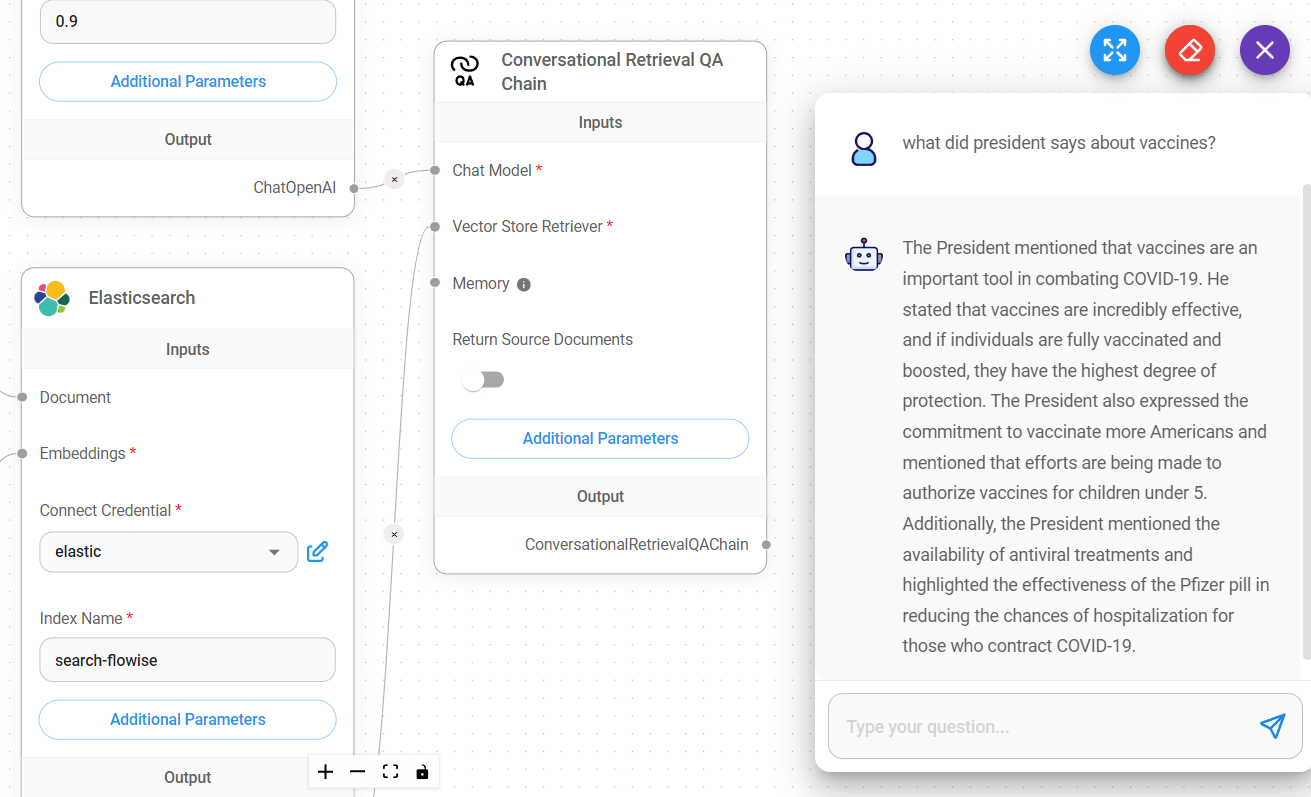 0.9
Additional Parameters
Output
ChatOpenAI
Elasticsearch
Inputs
Document
Embeddings *
Connect Credential *
elastic
Index Name *
search-flowise
Additional Parameters
Output
QA
Conversational Retrieval QA
Chain
Inputs
Chat Model *
Vector Store Retriever *
Memory
Return Source Documents
Additional Parameters
Output
ConversationalRetrievalQAChain
what did president says about vaccines?
The President mentioned that vaccines are an
important tool in combating COVID-19. He
stated that vaccines are incredibly effective,
and if individuals are fully vaccinated and
boosted, they have the highest degree of
protection. The President also expressed the
commitment to vaccinate more Americans and
mentioned that efforts are being made to
authorize vaccines for children under 5.
Additionally, the President mentioned the
availability of antiviral treatments and
highlighted the effectiveness of the Pfizer pill in
reducing the chances of hospitalization for
those who contract COVID-19.
Type your question...